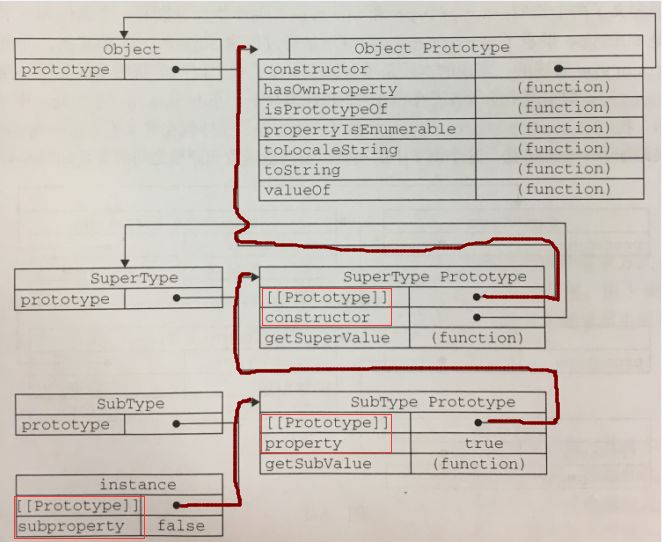 Object
prototype
Object Prototype
constructor
hasOwnProperty (function)
isPrototypeOf (function)
propertyIsEnumerable (function)
toLocaleString (function)
toString (function)
valueOf (function)
SuperType
prototype
SuperType Prototype
[[Prototype]]
constructor
getSuperValue (function)
SubType
prototype
SubType Prototype
[[Prototype]]
property true
getSubValue (function)
instance
[[Prototype]]
subproperty false